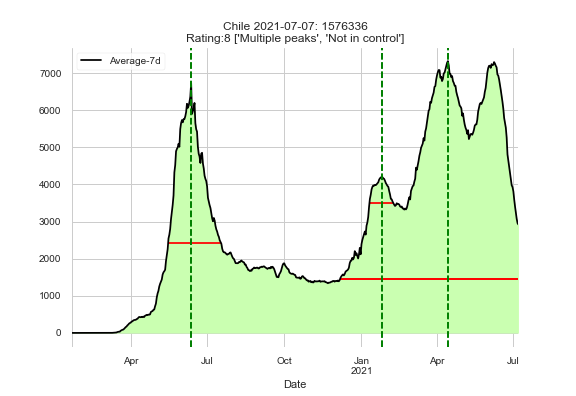 Chile 2021-07-07: 1576336
Rating:8 ['Multiple peaks', 'Not in control']
Average-7d
7000
6000
5000
4000
3000
2000
1000
0
Apr Jul Oct Jan Apr Jul
2021
Date